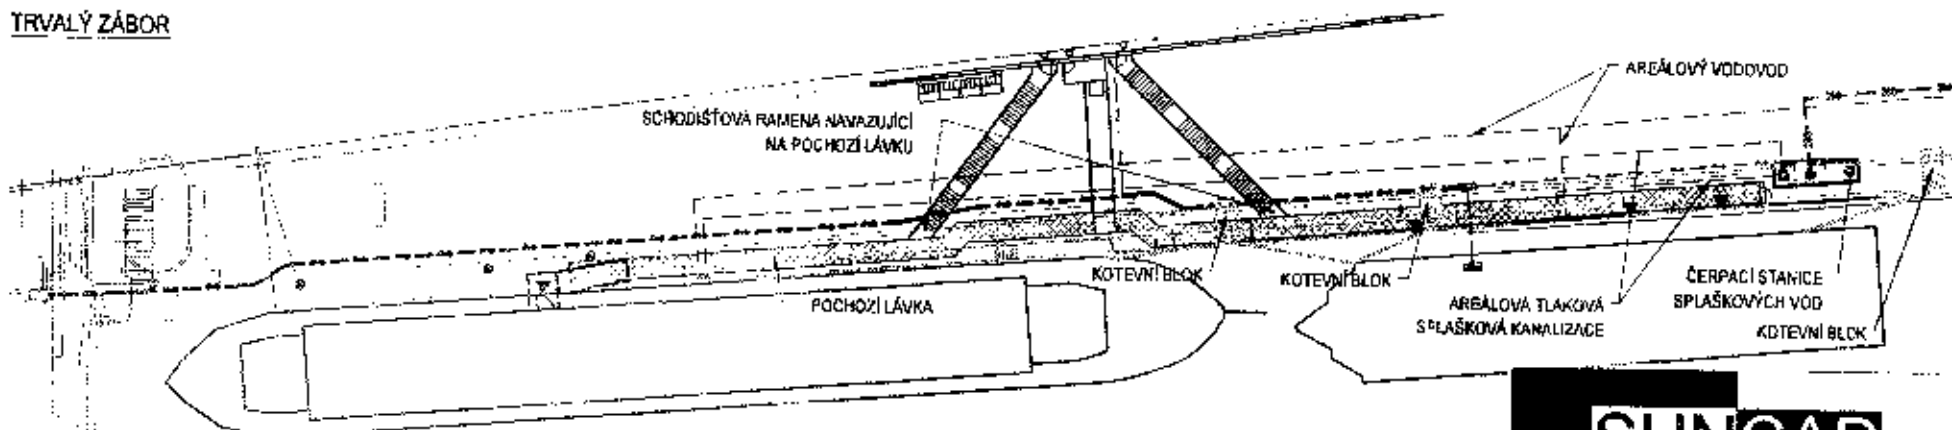 TRVALÝ ZÁBOR
AREÁLOVÝ VODOVOD
SCHODIŠŤOVÁ RAMENA NAVAZUJÍCÍ
NA POCHOZÍ LÁVKU
KOTEVNÍ BLOK
KOTEVNÍ BLOK
ČERPACÍ STANICE
SPLAŠKOVÝCH VOD
POCHOZÍ LÁVKA
AREÁLOVÁ TLAKOVÁ
SPLAŠKOVÁ KANALIZACE
KOTEVNÍ BLOK
SUNCAD